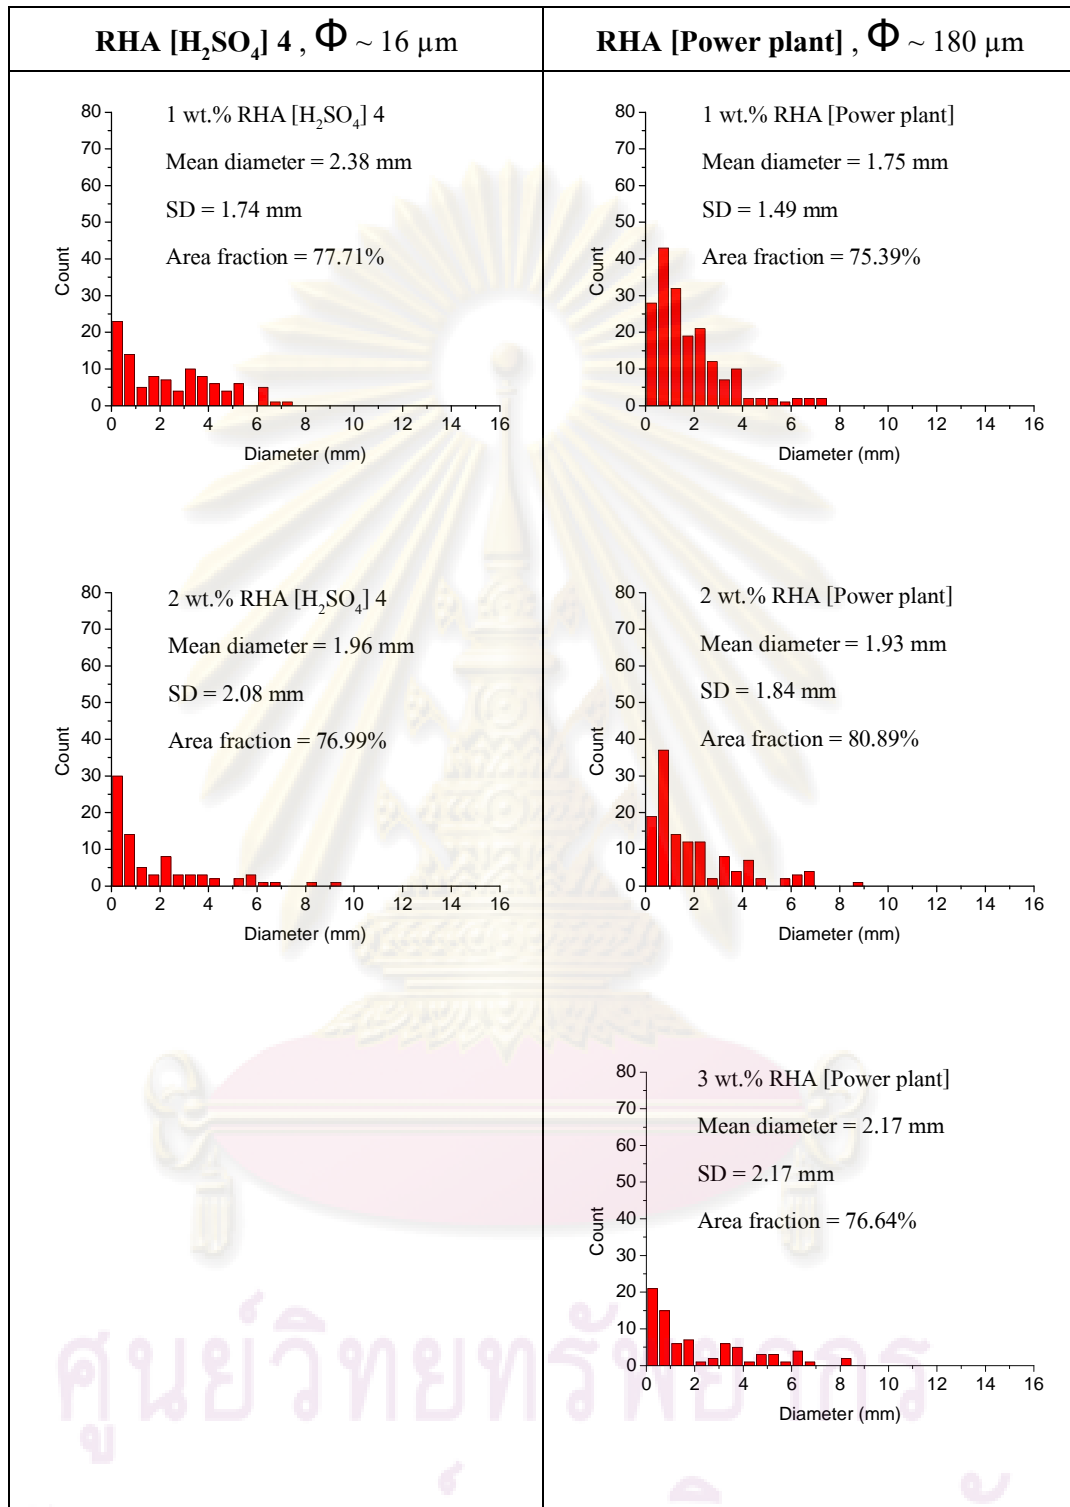 RHA [H₂SO₄] 4 , Φ ~ 16 µm
RHA [Power plant] , Φ ~ 180 µm
1 wt.% RHA [H₂SO₄] 4
Mean diameter = 2.38 mm
SD = 1.74 mm
Area fraction = 77.71%
80
70
60
50
40
30
20
10
0
Count
0 2 4 6 8 10 12 14 16
Diameter (mm)
1 wt.% RHA [Power plant]
Mean diameter = 1.75 mm
SD = 1.49 mm
Area fraction = 75.39%
80
70
60
50
40
30
20
10
0
Count
0 2 4 6 8 10 12 14 16
Diameter (mm)
2 wt.% RHA [H₂SO₄] 4
Mean diameter = 1.96 mm
SD = 2.08 mm
Area fraction = 76.99%
80
70
60
50
40
30
20
10
0
Count
0 2 4 6 8 10 12 14 16
Diameter (mm)
2 wt.% RHA [Power plant]
Mean diameter = 1.93 mm
SD = 1.84 mm
Area fraction = 80.89%
80
70
60
50
40
30
20
10
0
Count
0 2 4 6 8 10 12 14 16
Diameter (mm)
3 wt.% RHA [Power plant]
Mean diameter = 2.17 mm
SD = 2.17 mm
Area fraction = 76.64%
80
70
60
50
40
30
20
10
0
Count
0 2 4 6 8 10 12 14 16
Diameter (mm)
ศูนย์วิทยทรัพยากร